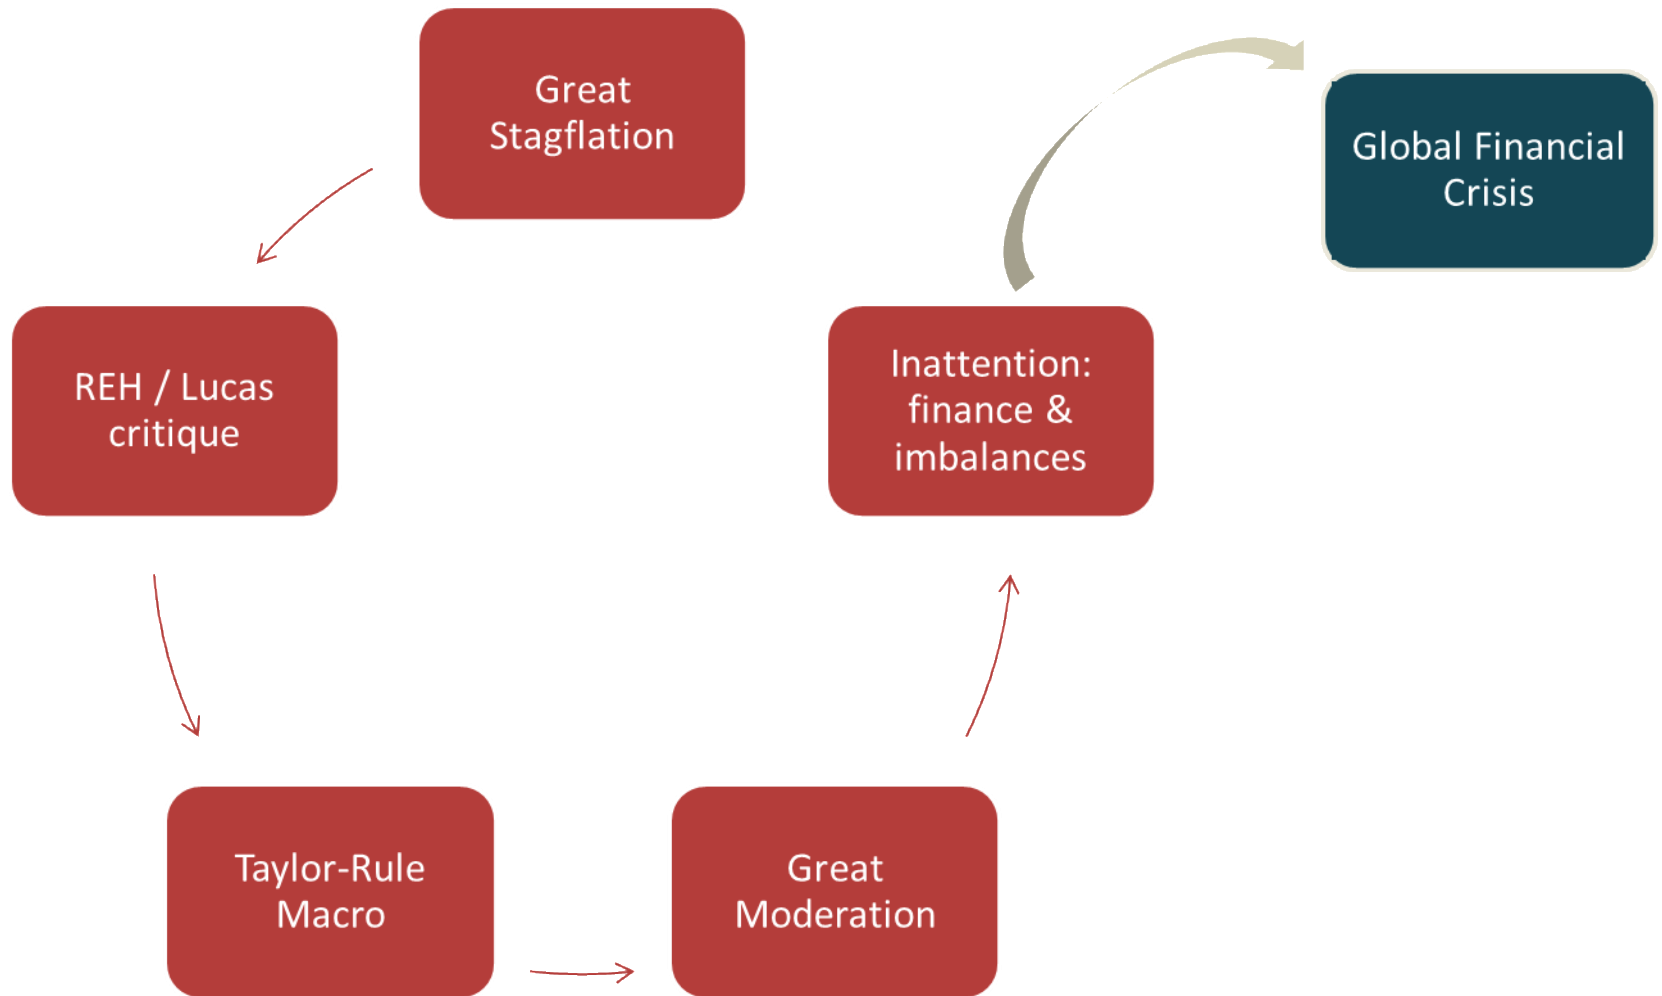 Great
Stagflation
Global Financial
Crisis
REH / Lucas
critique
Inattention:
finance &
imbalances
Taylor-Rule
Macro
Great
Moderation